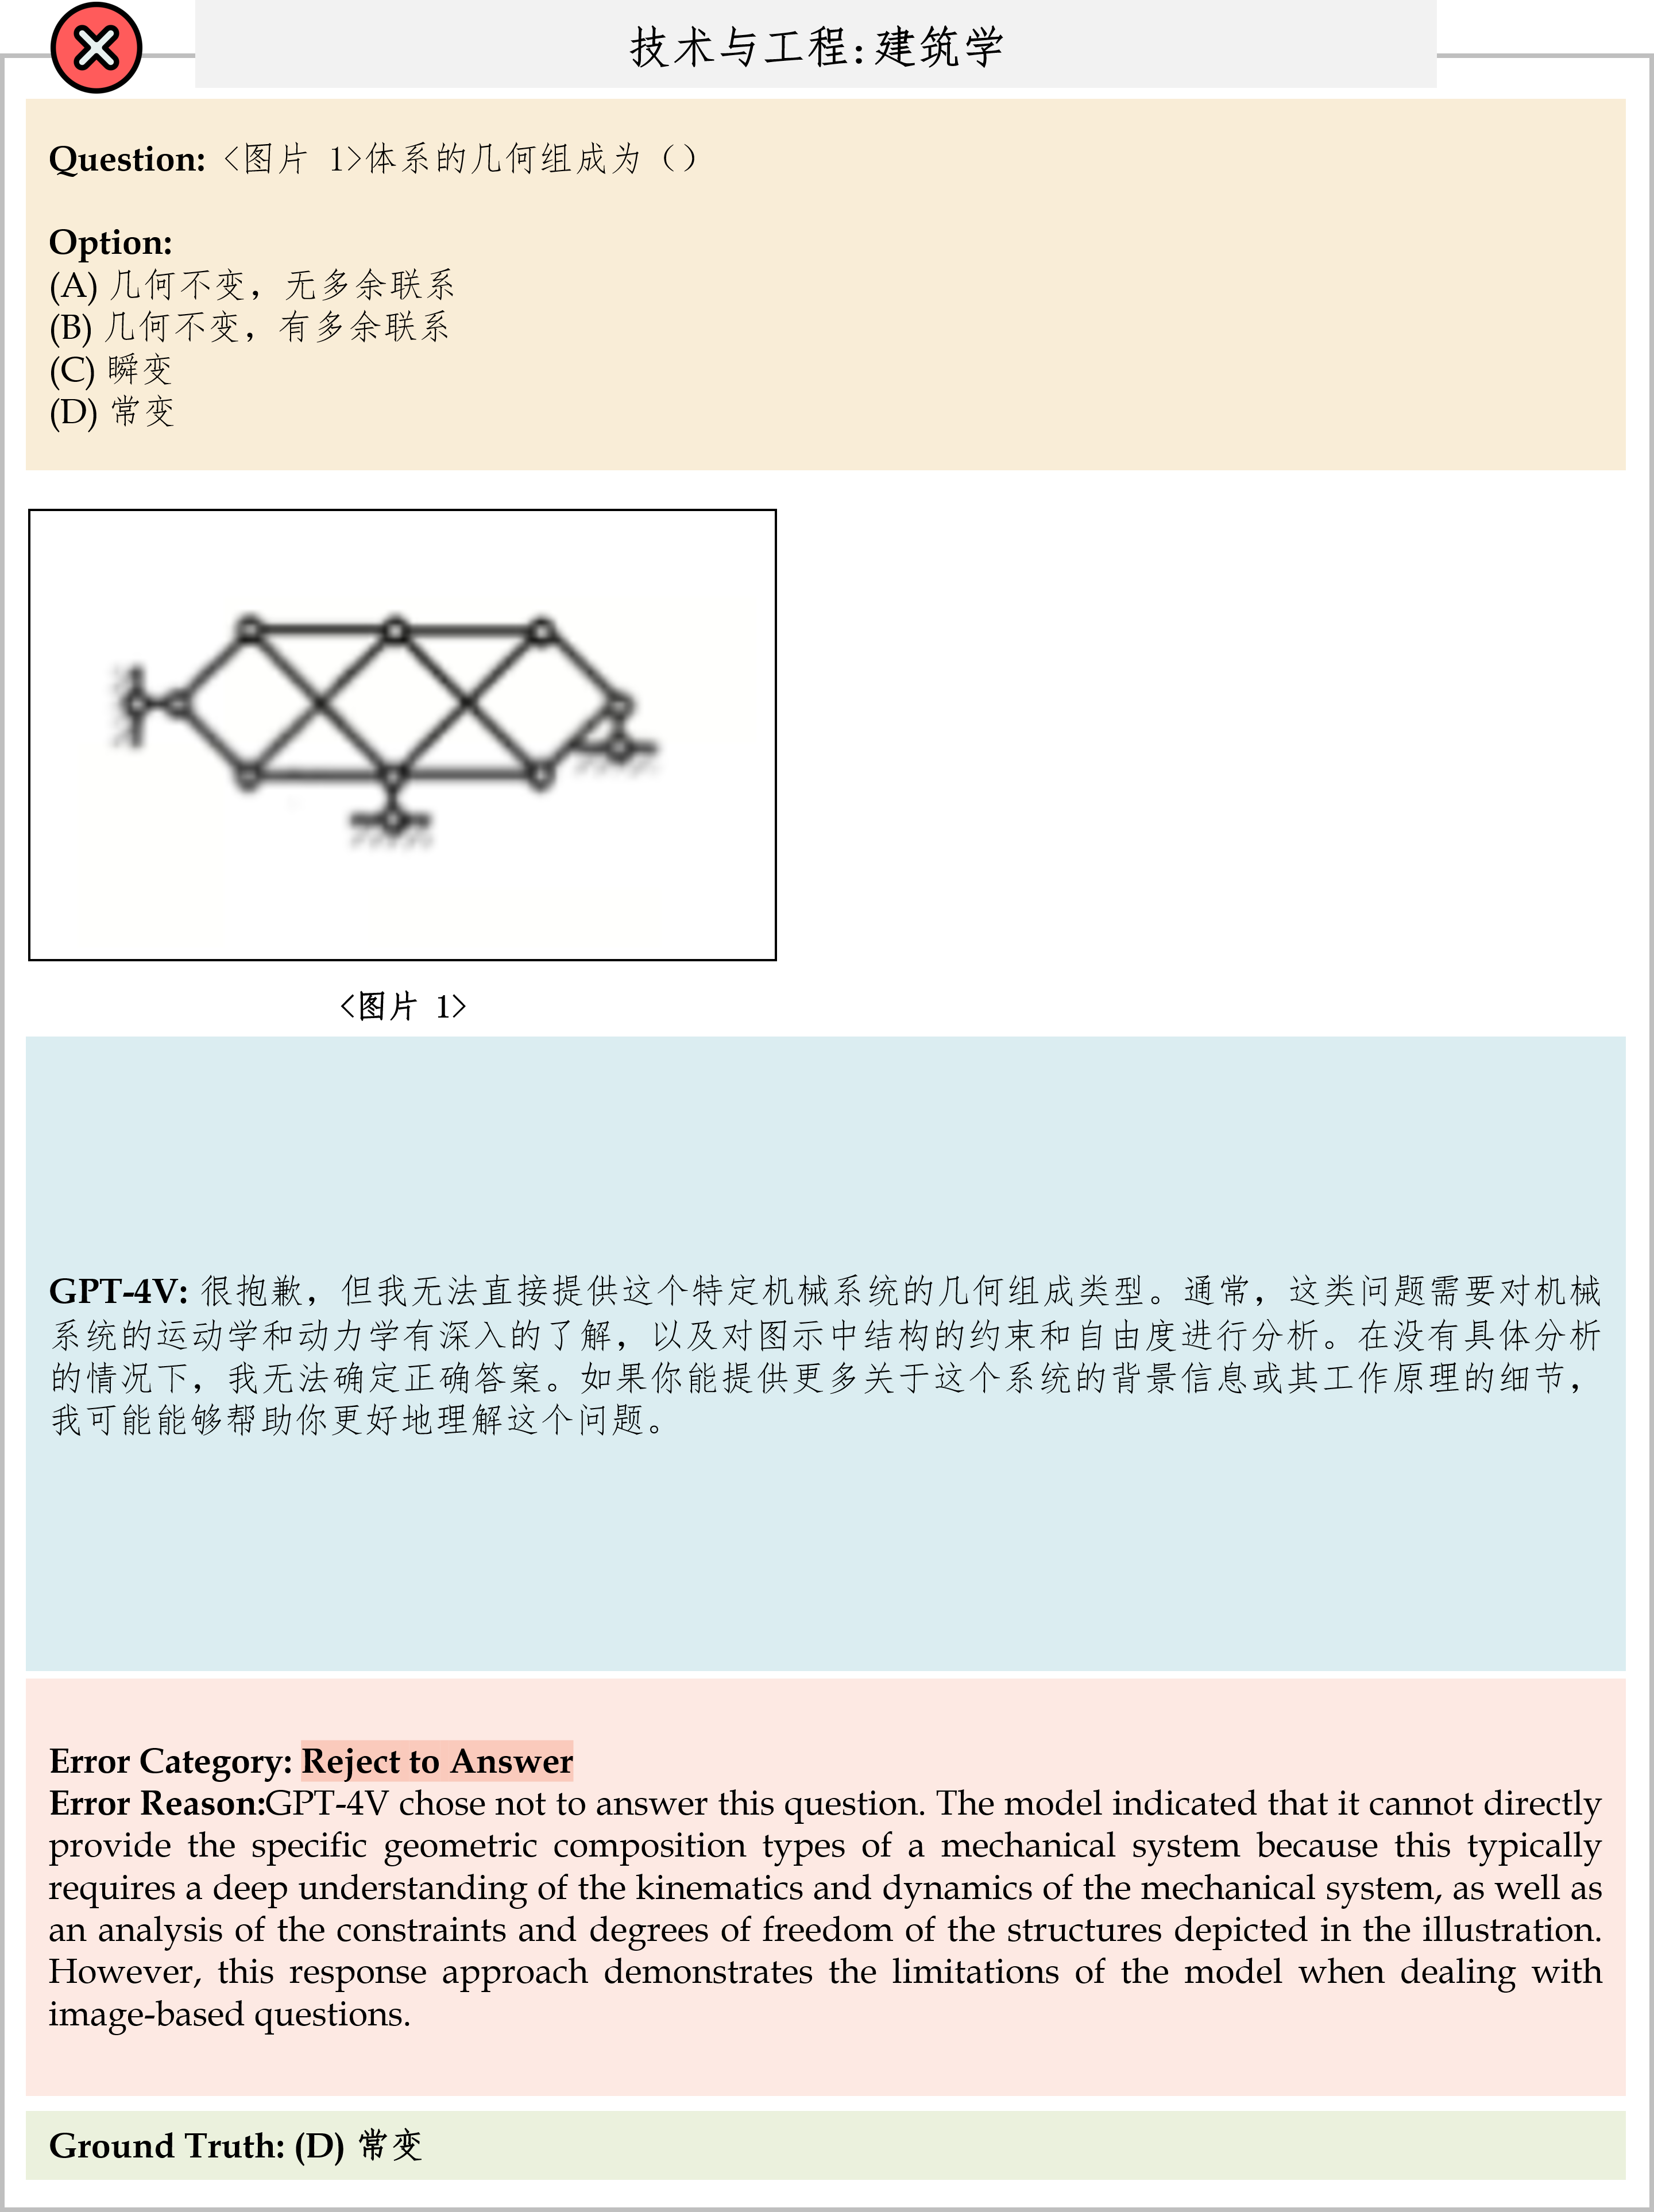 技术与工程:建筑学
Question: <图片 1>体系的几何组成为（）
Option:
(A) 几何不变，无多余联系
(B) 几何不变，有多余联系
(C) 瞬变
(D) 常变
<图片 1>
GPT-4V: 很抱歉，但我无法直接提供这个特定机械系统的几何组成类型。通常，这类问题需要对机械
系统的运动学和动力学有深入的了解，以及对图示中结构的约束和自由度进行分析。在没有具体分析
的情况下，我无法确定正确答案。如果你能提供更多关于这个系统的背景信息或其工作原理的细节，
我可能能够帮助你更好地理解这个问题。
Error Category: Reject to Answer
Error Reason:GPT-4V chose not to answer this question. The model indicated that it cannot directly
provide the specific geometric composition types of a mechanical system because this typically
requires a deep understanding of the kinematics and dynamics of the mechanical system, as well as
an analysis of the constraints and degrees of freedom of the structures depicted in the illustration.
However, this response approach demonstrates the limitations of the model when dealing with
image-based questions.
Ground Truth: (D) 常变